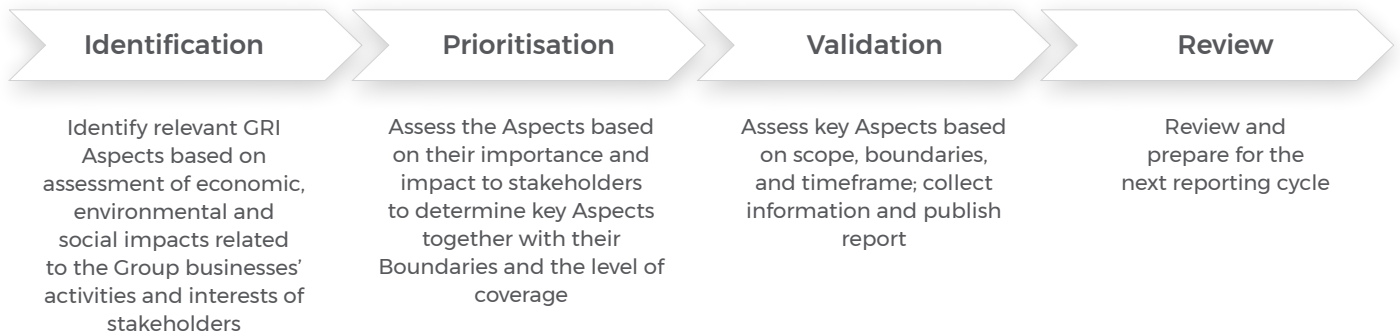 Identification
Identify relevant GRI
Aspects based on
assessment of economic,
environmental and
social impacts related
to the Group businesses’
activities and interests of
stakeholders
Prioritisation
Assess the Aspects based
on their importance and
impact to stakeholders
to determine key Aspects
together with their
Boundaries and the level of
coverage
Validation
Assess key Aspects based
on scope, boundaries,
and timeframe; collect
information and publish
report
Review
Review and
prepare for the
next reporting cycle